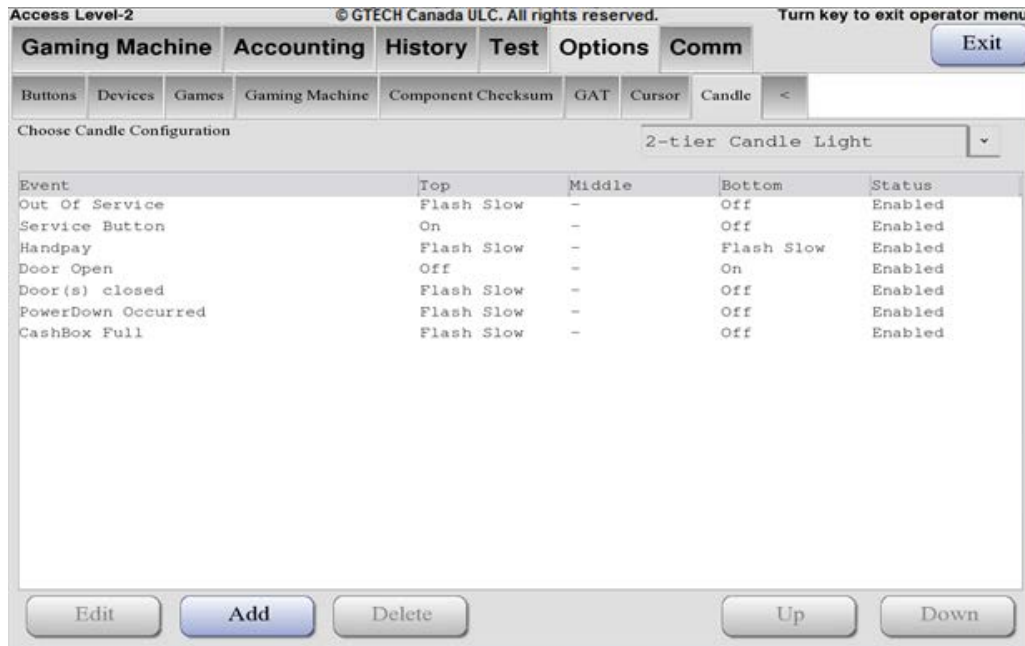 Access Level-2 © GTECH Canada ULC. All rights reserved. Turn key to exit operator menu
Gaming Machine Accounting History Test Options Comm Exit
Buttons Devices Games Gaming Machine Component Checksum GAT Cursor Candle <
Choose Candle Configuration 2-tier Candle Light
Event Top Middle Bottom Status
Out Of Service Flash Slow - Off Enabled
Service Button On - Off Enabled
Handpay Flash Slow - Flash Slow Enabled
Door Open Off - On Enabled
Door(s) closed Flash Slow - Off Enabled
PowerDown Occurred Flash Slow - Off Enabled
CashBox Full Flash Slow - Off Enabled
Edit Add Delete Up Down